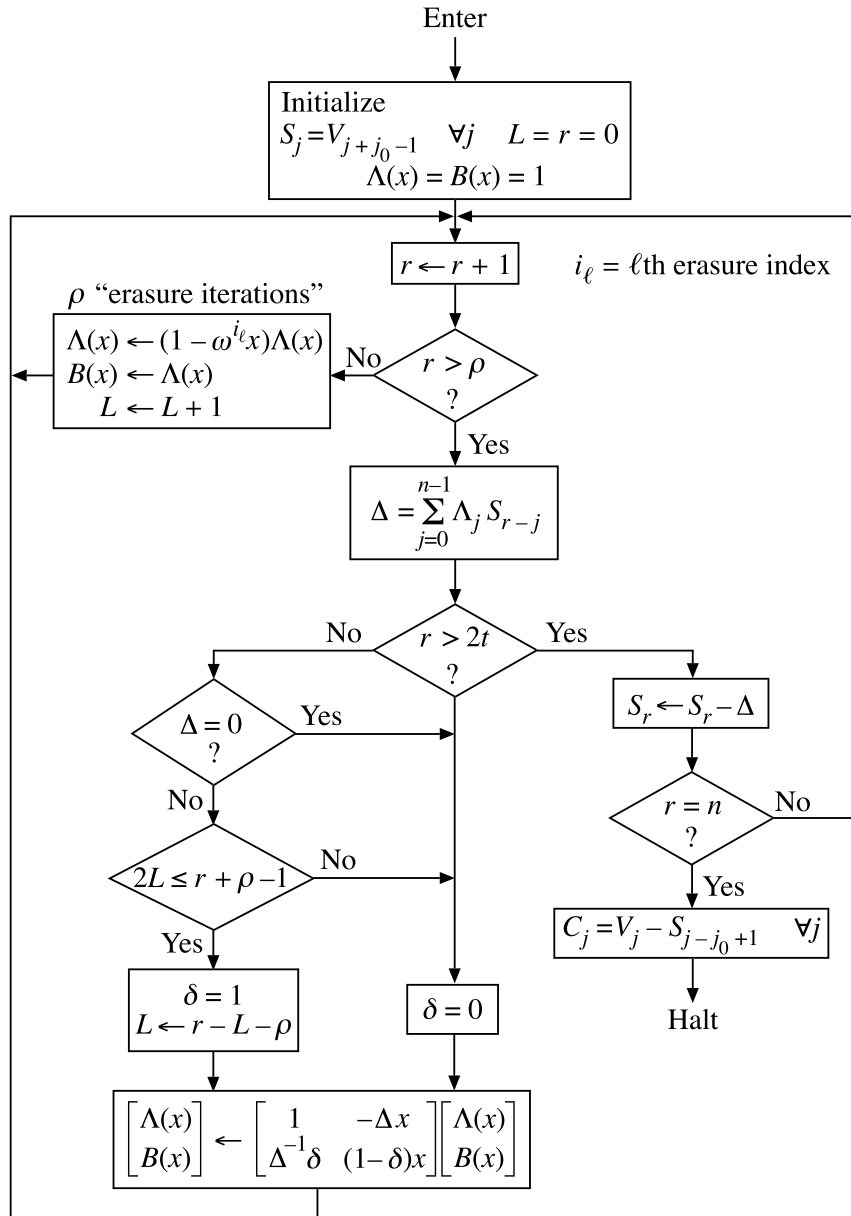 Enter
Initialize
S_j = V_{j + j_0 – 1} ∀j L = r = 0
Λ(x) = B(x) = 1
r ← r + 1
i_ℓ = ℓth erasure index
ρ “erasure iterations”
Λ(x) ← (1 – ω^{i_ℓ}x)Λ(x)
B(x) ← Λ(x)
L ← L + 1
No
r > ρ
?
Yes
Δ = ∑_{j=0}^{n–1} Λ_j S_{r – j}
No
r > 2t
?
Yes
Δ = 0
?
Yes
No
S_r ← S_r – Δ
r = n
?
No
Yes
2L ≤ r + ρ – 1
No
Yes
C_j = V_j – S_{j – j_0 + 1} ∀j
Halt
δ = 1
L ← r – L – ρ
δ = 0
[Λ(x)] ← [1 –Δx] [Λ(x)]
[B(x)] [Δ^{–1}δ (1–δ)x] [B(x)]